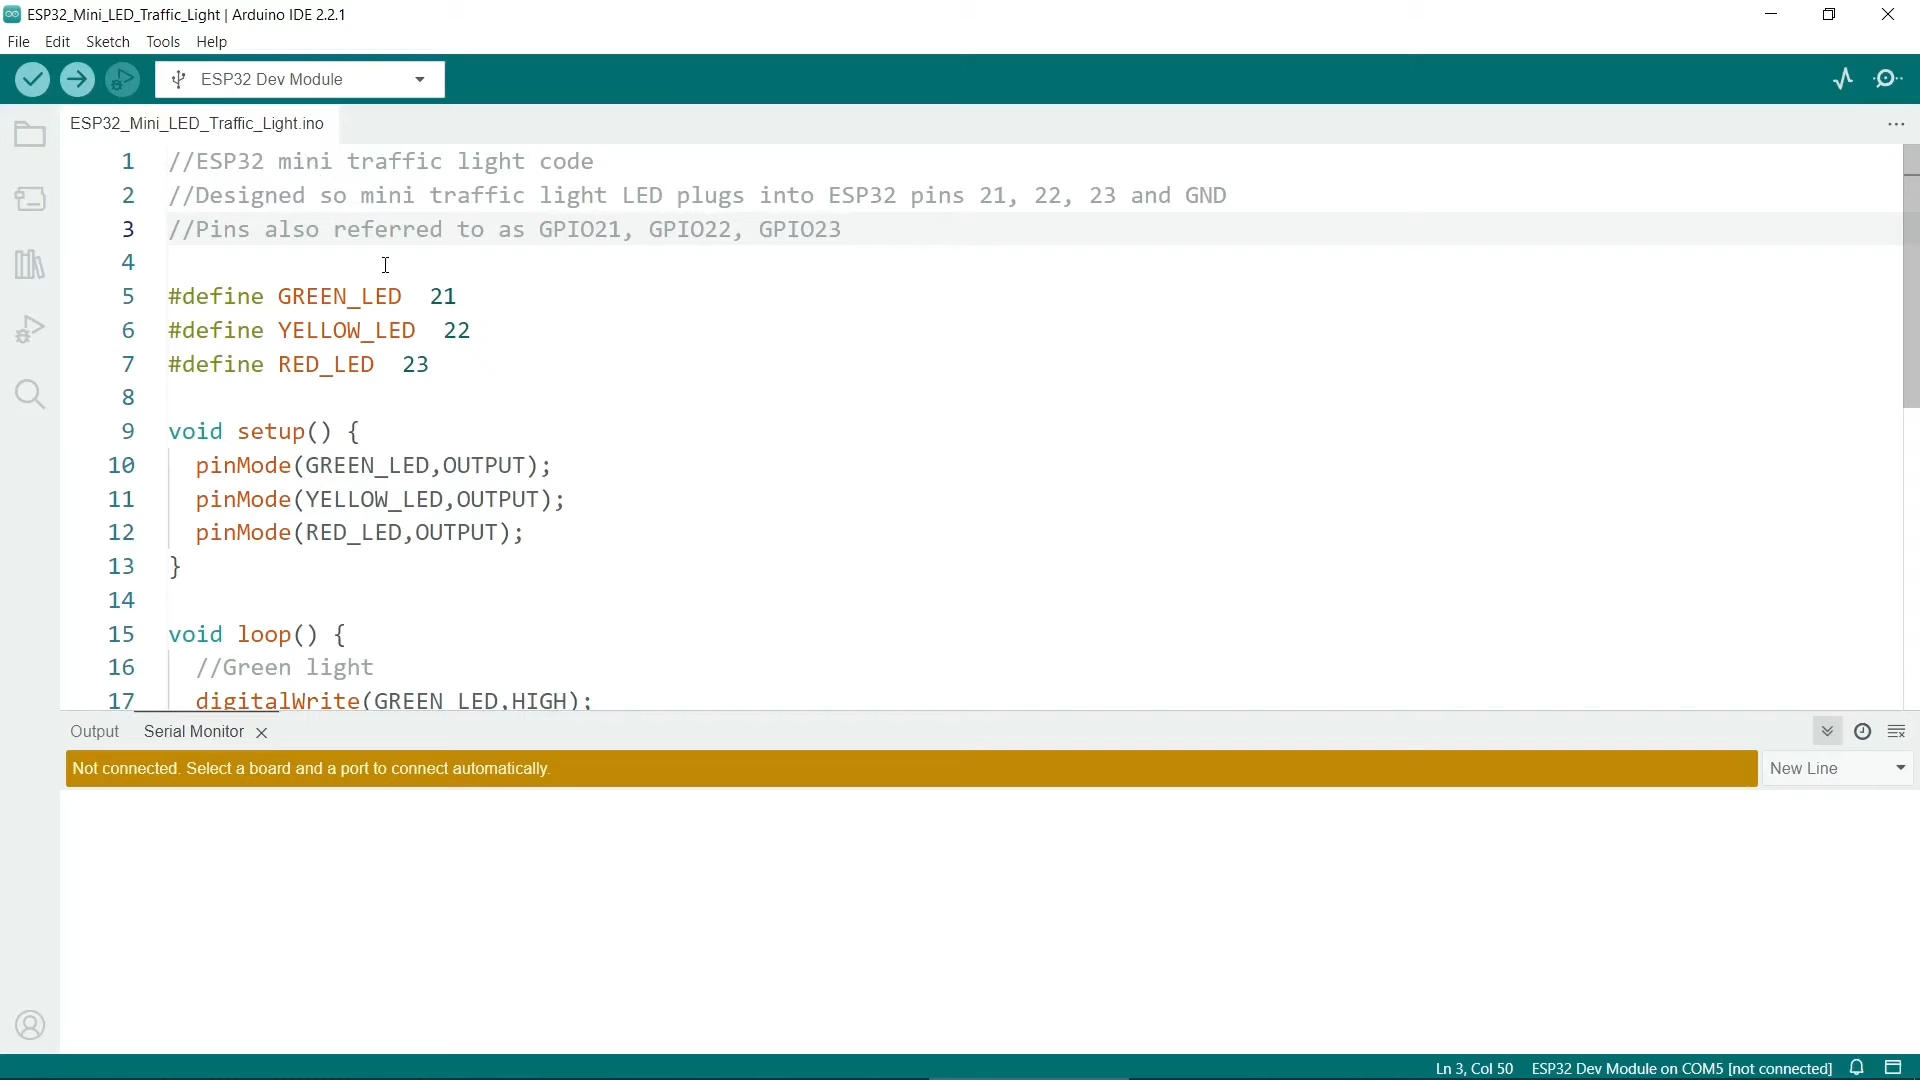 ESP32_Mini_LED_Traffic_Light | Arduino IDE 2.2.1
File Edit Sketch Tools Help
ESP32 Dev Module
ESP32_Mini_LED_Traffic_Light.ino
1 //ESP32 mini traffic light code
2 //Designed so mini traffic light LED plugs into ESP32 pins 21, 22, 23 and GND
3 //Pins also referred to as GPIO21, GPIO22, GPIO23
4
5 #define GREEN_LED 21
6 #define YELLOW_LED 22
7 #define RED_LED 23
8
9 void setup() {
10 pinMode(GREEN_LED,OUTPUT);
11 pinMode(YELLOW_LED,OUTPUT);
12 pinMode(RED_LED,OUTPUT);
13 }
14
15 void loop() {
16 //Green light
17 digitalWrite(GREEN_LED,HIGH);
Output Serial Monitor
Not connected. Select a board and a port to connect automatically.
New Line
Ln 3, Col 50 ESP32 Dev Module on COM5 [not connected]